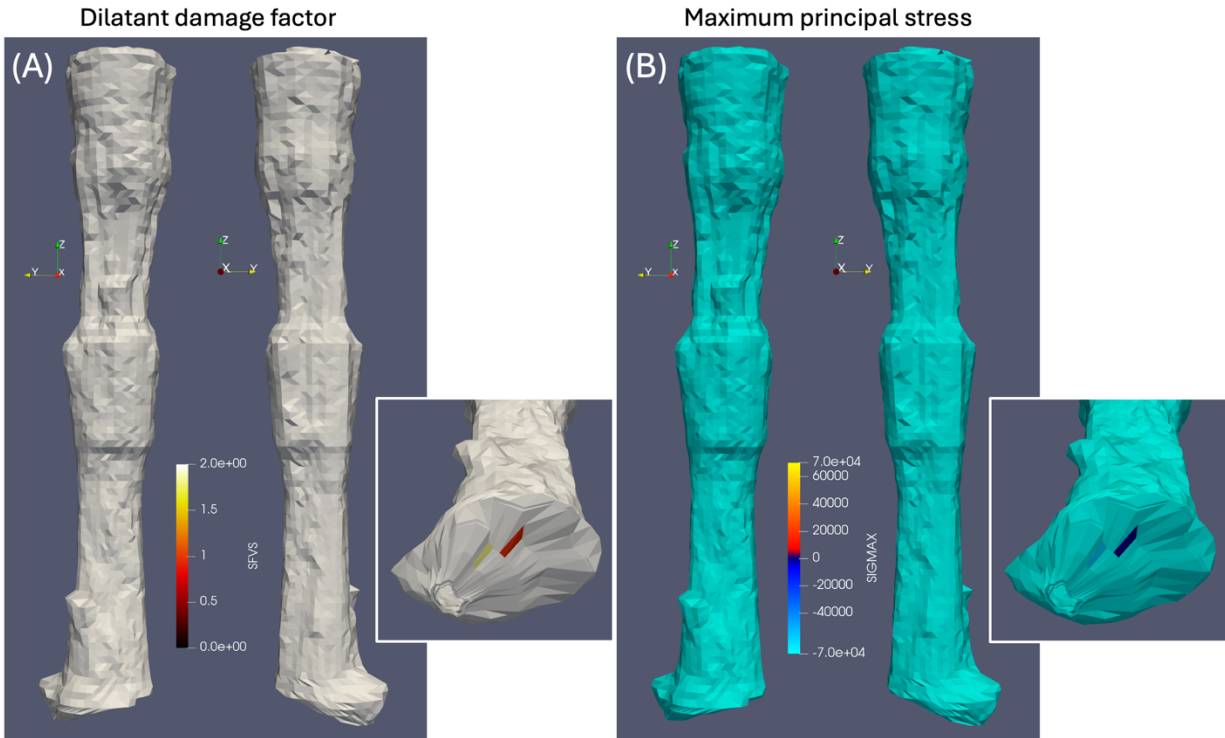 Dilatant damage factor
Maximum principal stress
(A)
Z
Y
X
Z
X
Y
2.0e+00
1.5
1
0.5
0.0e+00
SFVS
(B)
Z
Y
X
Z
X
Y
7.0e+04
60000
40000
20000
0
-20000
-40000
-7.0e+04
SIGMAX